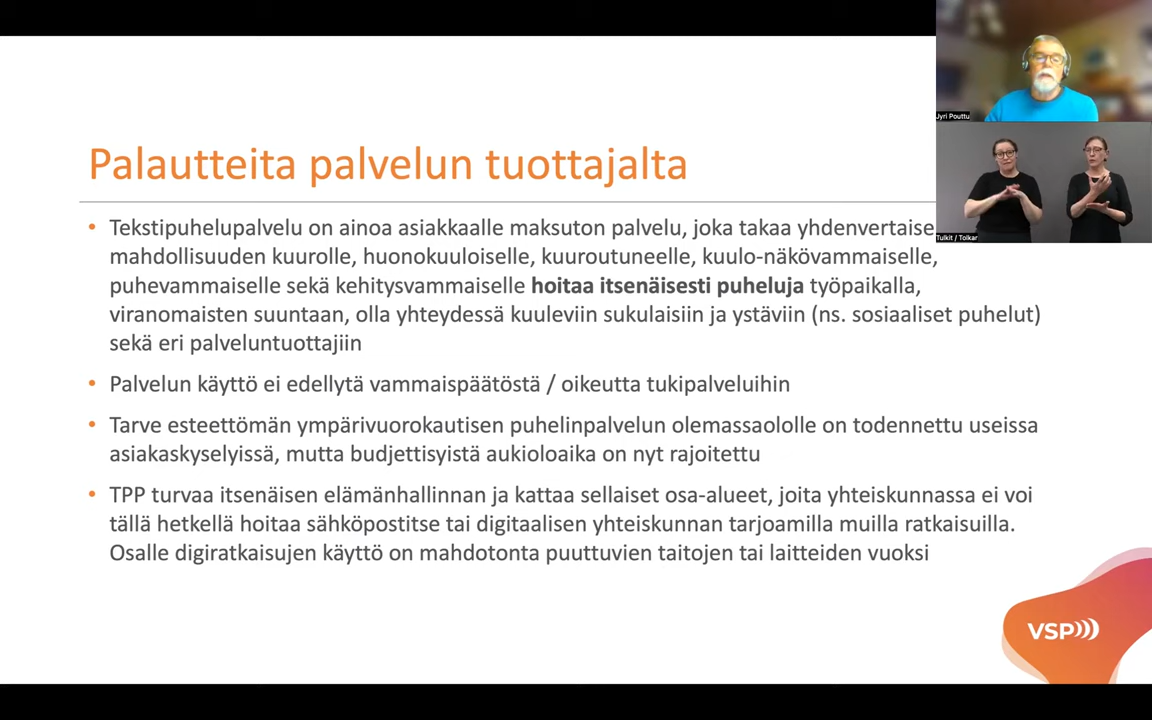 Jyri Pouttu
Tulkit / Tolkar
Palautteita palvelun tuottajalta
• Tekstipuhelupalvelu on ainoa asiakkaalle maksuton palvelu, joka takaa yhdenvertaise
mahdollisuuden kuurolle, huonokuuloiselle, kuuroutuneelle, kuulo-näkövammaiselle,
puhevammaiselle sekä kehitysvammaiselle hoitaa itsenäisesti puheluja työpaikalla,
viranomaisten suuntaan, olla yhteydessä kuuleviin sukulaisiin ja ystäviin (ns. sosiaaliset puhelut)
sekä eri palveluntuottajiin
• Palvelun käyttö ei edellytä vammaispäätöstä / oikeutta tukipalveluihin
• Tarve esteettömän ympärivuorokautisen puhelinpalvelun olemassaololle on todennettu useissa
asiakaskyselyissä, mutta budjettisyistä aukioloaika on nyt rajoitettu
• TPP turvaa itsenäisen elämänhallinnan ja kattaa sellaiset osa-alueet, joita yhteiskunnassa ei voi
tällä hetkellä hoitaa sähköpostitse tai digitaalisen yhteiskunnan tarjoamilla muilla ratkaisuilla.
Osalle digiratkaisujen käyttö on mahdotonta puuttuvien taitojen tai laitteiden vuoksi
VSP